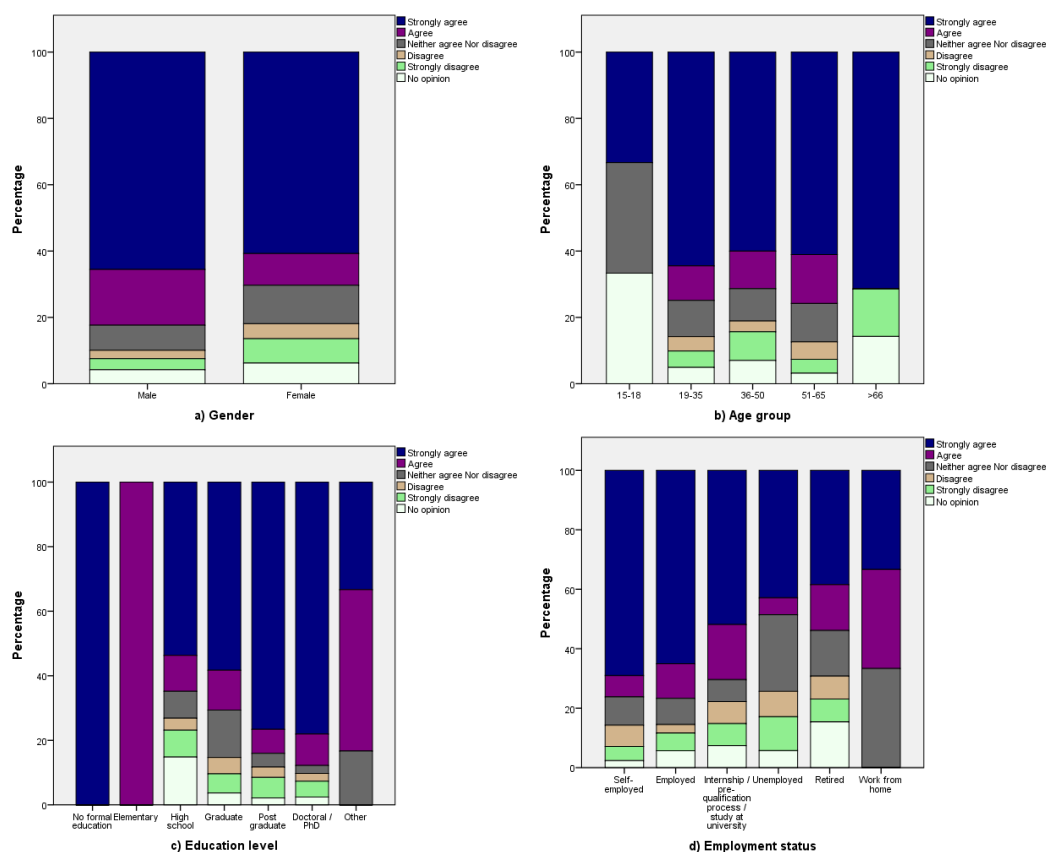 Strongly agree
Agree
Neither agree Nor disagree
Disagree
Strongly disagree
No opinion
100
80
60
40
20
0
Percentage
Male
Female
a) Gender
Strongly agree
Agree
Neither agree Nor disagree
Disagree
Strongly disagree
No opinion
100
80
60
40
20
0
Percentage
15-18
19-35
36-50
51-65
>66
b) Age group
Strongly agree
Agree
Neither agree Nor disagree
Disagree
Strongly disagree
No opinion
100
80
60
40
20
0
Percentage
No formal
education
Elementary
High
school
Graduate
Post
graduate
Doctoral /
PhD
Other
c) Education level
Strongly agree
Agree
Neither agree Nor disagree
Disagree
Strongly disagree
No opinion
100
80
60
40
20
0
Percentage
Self-
employed
Employed
Internship /
pre-
qualification
process /
study at
university
Unemployed
Retired
Work from
home
d) Employment status